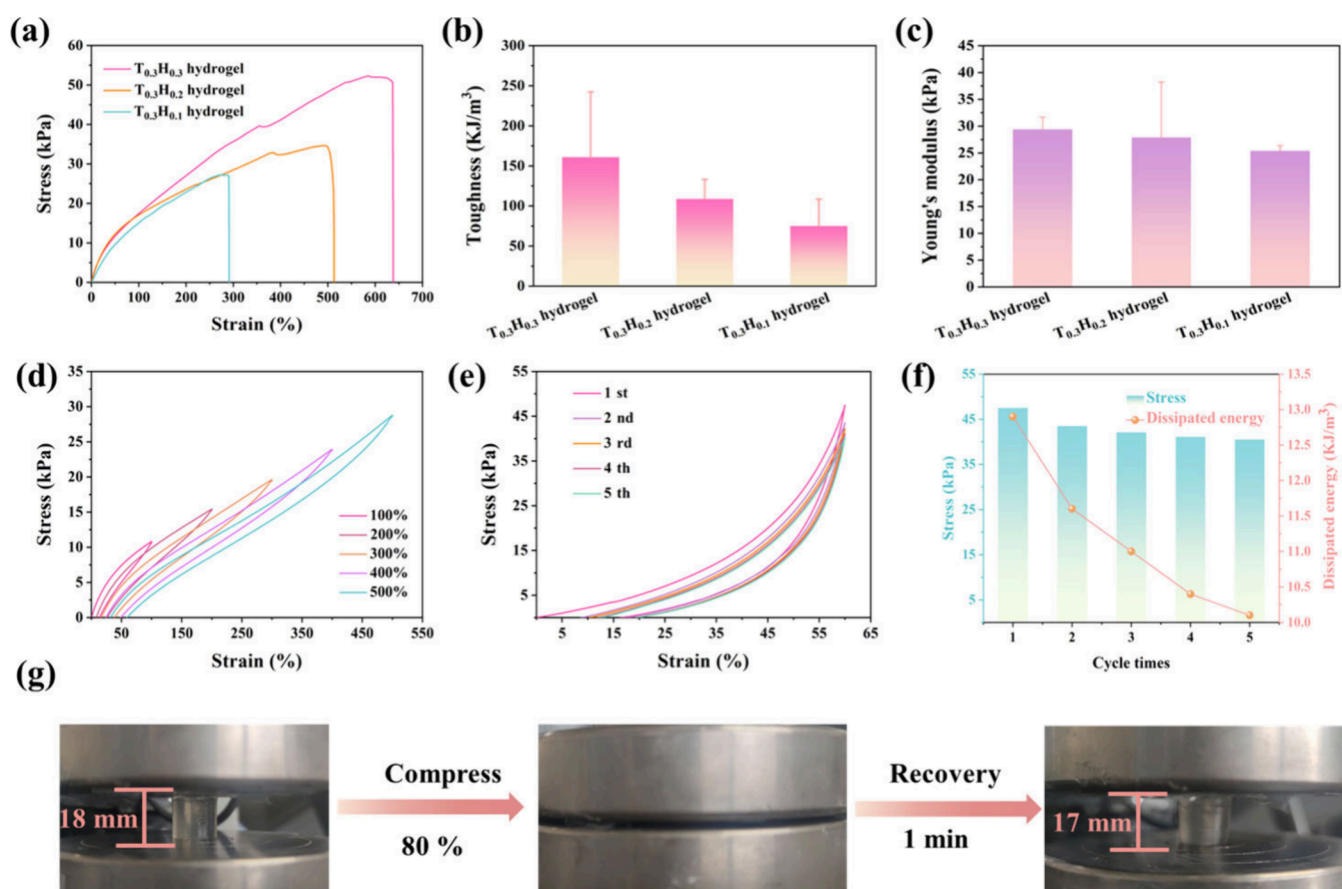 (a)
60
50
40
30
20
10
0
Stress (kPa)
T0.3H0.3 hydrogel
T0.3H0.2 hydrogel
T0.3H0.1 hydrogel
0 100 200 300 400 500 600 700
Strain (%)
(b)
300
250
200
150
100
50
0
Toughness (KJ/m³)
T0.3H0.3 hydrogel
T0.3H0.2 hydrogel
T0.3H0.1 hydrogel
(c)
45
40
35
30
25
20
15
10
5
0
Young's modulus (kPa)
T0.3H0.3 hydrogel
T0.3H0.2 hydrogel
T0.3H0.1 hydrogel
(d)
35
30
25
20
15
10
5
0
Stress (kPa)
100%
200%
300%
400%
500%
50 150 250 350 450 550
Strain (%)
(e)
55
45
35
25
15
5
Stress (kPa)
1 st
2 nd
3 rd
4 th
5 th
5 15 25 35 45 55 65
Strain (%)
(f)
55
45
35
25
15
5
Stress (kPa)
Stress
Dissipated energy
13.5
13.0
12.5
12.0
11.5
11.0
10.5
10.0
Dissipated energy (KJ/m³)
1 2 3 4 5
Cycle times
(g)
18 mm
Compress
80 %
Recovery
1 min
17 mm